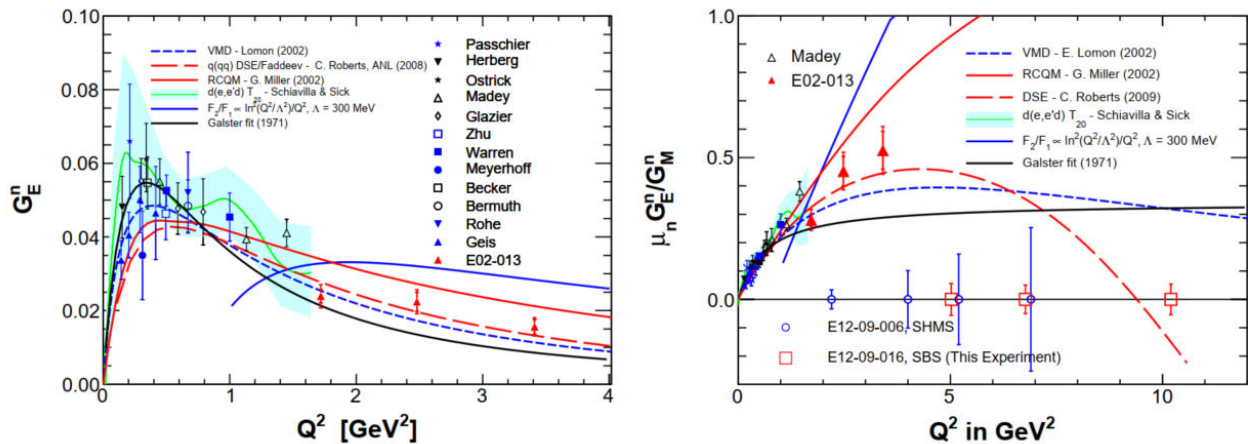 0.10
0.08
0.06
0.04
0.02
0.00
G_E^n
0 1 2 3 4
Q² [GeV²]
VMD - Lomon (2002)
q(qq) DSE/Faddeev - C. Roberts, ANL (2008)
RCQM - G. Miller (2002)
d(e,e'd) T₂₀ - Schiavilla & Sick
F₂/F₁ ∝ ln²(Q²/Λ²)/Q², Λ = 300 MeV
Galster fit (1971)
Passchier
Herberg
Ostrick
Madey
Glazier
Zhu
Warren
Meyerhoff
Becker
Bermuth
Rohe
Geis
E02-013
1.0
0.5
0.0
μ_n G_E^n/G_M^n
0 5 10
Q² in GeV²
Madey
E02-013
VMD - E. Lomon (2002)
RCQM - G. Miller (2002)
DSE - C. Roberts (2009)
d(e,e'd) T₂₀ - Schiavilla & Sick
F₂/F₁ ∝ ln²(Q²/Λ²)/Q², Λ = 300 MeV
Galster fit (1971)
E12-09-006, SHMS
E12-09-016, SBS (This Experiment)